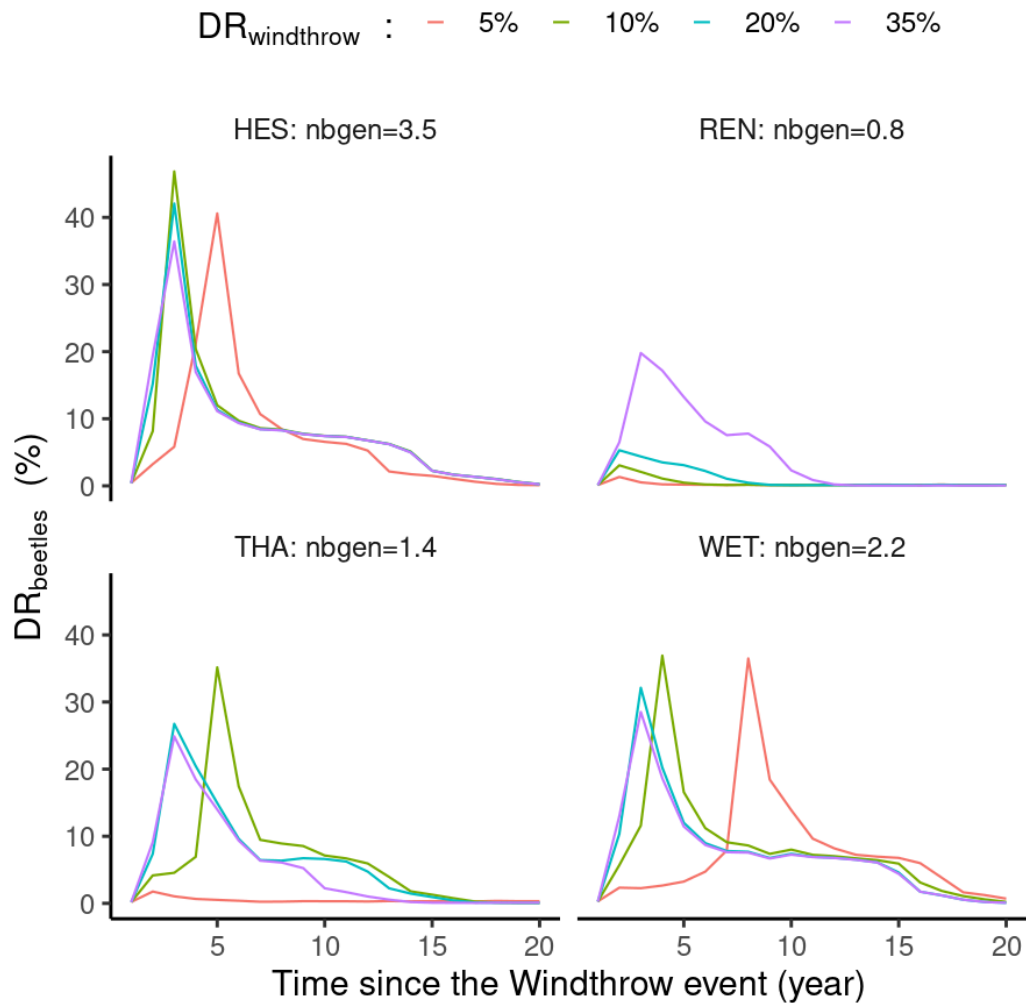 DRwindthrow : 5% 10% 20% 35%
HES: nbgen=3.5 REN: nbgen=0.8
40
30
20
10
0
THA: nbgen=1.4 WET: nbgen=2.2
40
30
20
10
0
5 10 15 20 5 10 15 20
Time since the Windthrow event (year)
DRbeetles (%)